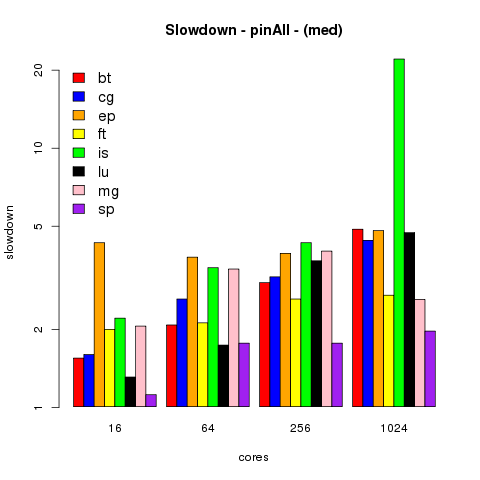 Slowdown - pinAll - (med)
slowdown
20
10
5
2
1
bt
cg
ep
ft
is
lu
mg
sp
16 64 256 1024
cores